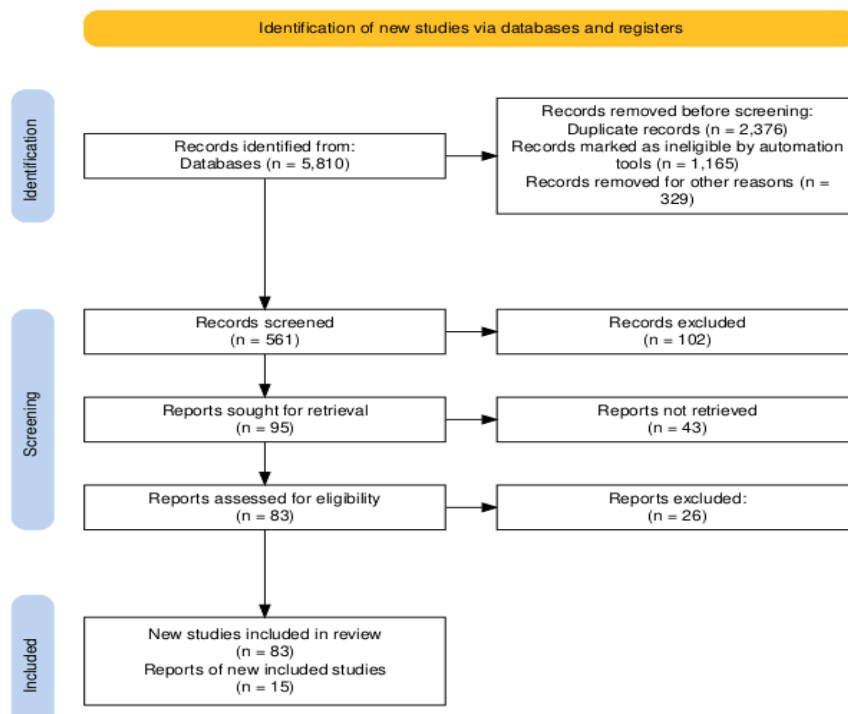 Identification of new studies via databases and registers
Identification
Records identified from:
Databases (n = 5,810)
Records removed before screening:
Duplicate records (n = 2,376)
Records marked as ineligible by automation
tools (n = 1,165)
Records removed for other reasons (n =
329)
Screening
Records screened
(n = 561)
Records excluded
(n = 102)
Reports sought for retrieval
(n = 95)
Reports not retrieved
(n = 43)
Reports assessed for eligibility
(n = 83)
Reports excluded:
(n = 26)
Included
New studies included in review
(n = 83)
Reports of new included studies
(n = 15)